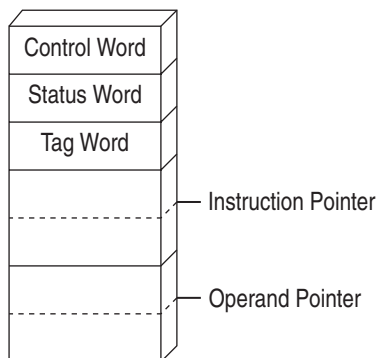 Control Word
Status Word
Tag Word
Instruction Pointer
Operand Pointer